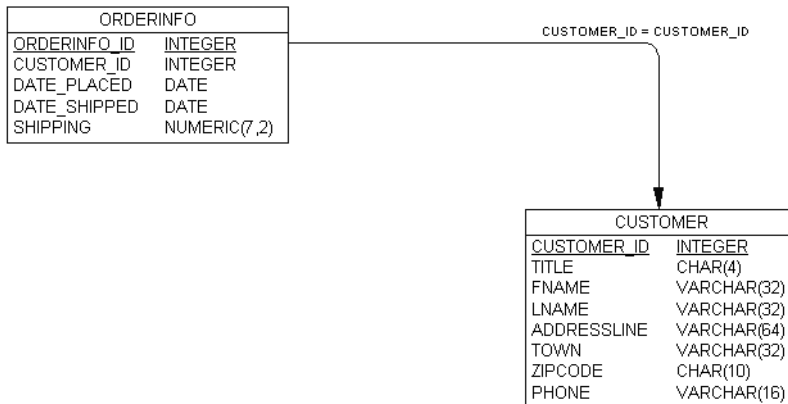 ORDERINFO
ORDERINFO_ID INTEGER
CUSTOMER_ID INTEGER
DATE_PLACED DATE
DATE_SHIPPED DATE
SHIPPING NUMERIC(7,2)
CUSTOMER_ID = CUSTOMER_ID
CUSTOMER
CUSTOMER_ID INTEGER
TITLE CHAR(4)
FNAME VARCHAR(32)
LNAME VARCHAR(32)
ADDRESSLINE VARCHAR(64)
TOWN VARCHAR(32)
ZIPCODE CHAR(10)
PHONE VARCHAR(16)